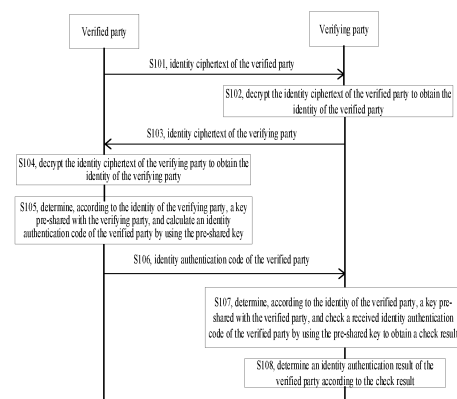 Verified party
Verifying party
S101, identity ciphertext of the verified party
S102, decrypt the identity ciphertext of the verified party to obtain the
identity of the verified party
S103, identity ciphertext of the verifying party
S104, decrypt the identity ciphertext of the verifying party to obtain the
identity of the verifying party
S105, determine, according to the identity of the verifying party, a key
pre-shared with the verifying party, and calculate an identity
authentication code of the verified party by using the pre-shared key
S106, identity authentication code of the verified party
S107, determine, according to the identity of the verified party, a key pre-
shared with the verified party, and check a received identity authentication
code of the verified party by using the pre-shared key to obtain a check result
S108, determine an identity authentication result of the
verified party according to the check result